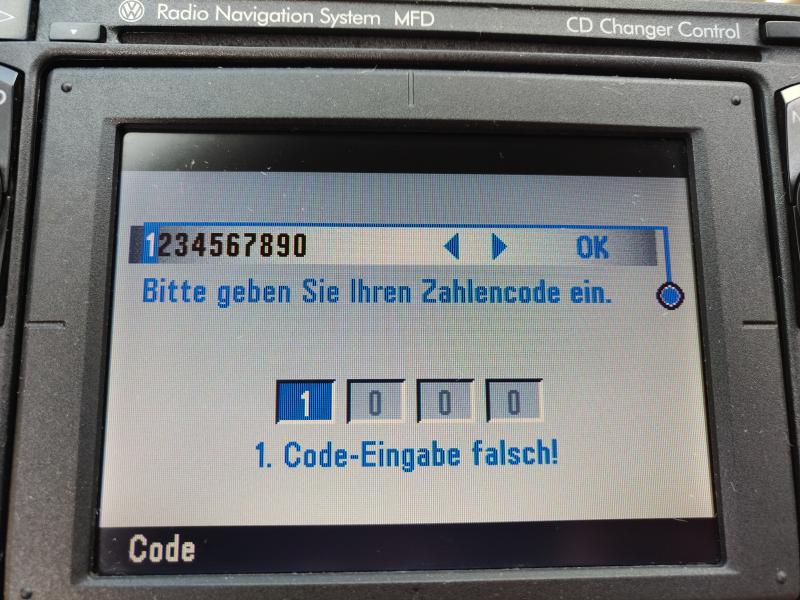 Radio Navigation System MFD
CD Changer Control
1234567890 OK
Bitte geben Sie Ihren Zahlencode ein.
1 0 0 0
1. Code-Eingabe falsch!
Code